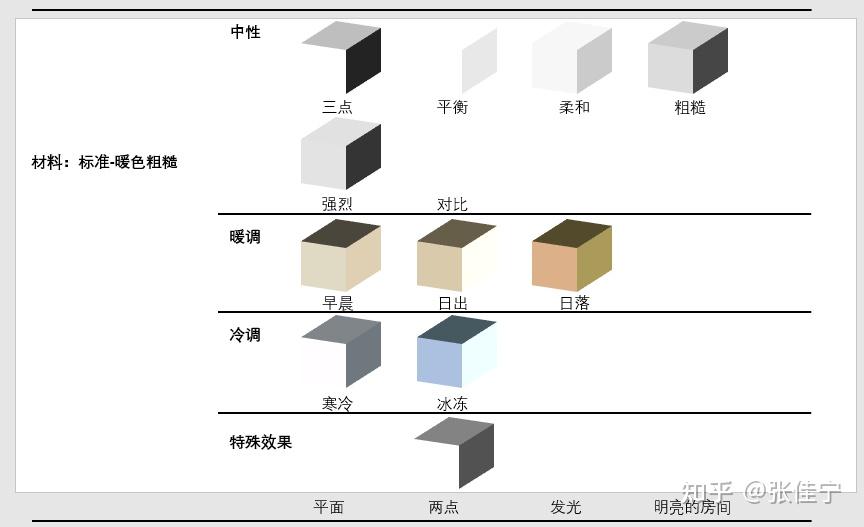 中性
三点 平衡 柔和 粗糙
材料：标准-暖色粗糙
强烈 对比
暖调
早晨 日出 日落
冷调
寒冷 冰冻
特殊效果
平面 两点 发光 明亮的房间
知乎 @张佳宁